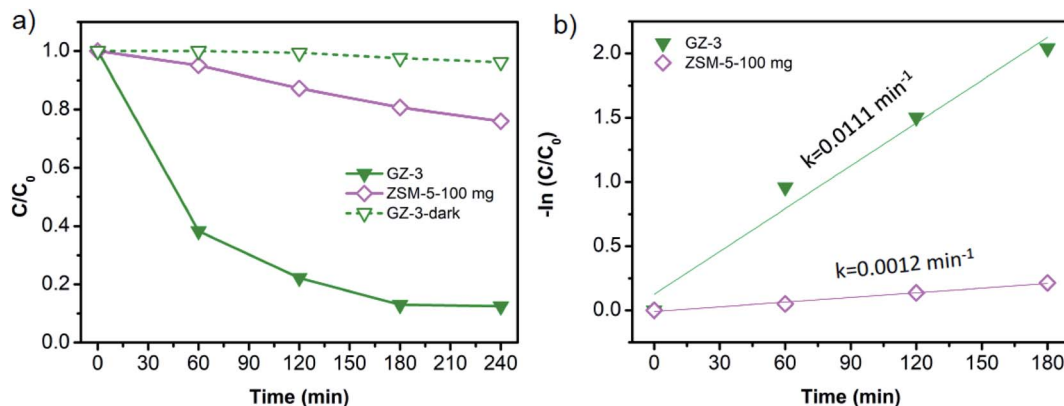 a)
C/C0
1.0
0.8
0.6
0.4
0.2
0.0
GZ-3
ZSM-5-100 mg
GZ-3-dark
0 30 60 90 120 150 180 210 240
Time (min)
b)
-ln (C/C0)
2.0
1.5
1.0
0.5
0.0
GZ-3
ZSM-5-100 mg
k=0.0111 min-1
k=0.0012 min-1
0 30 60 90 120 150 180
Time (min)